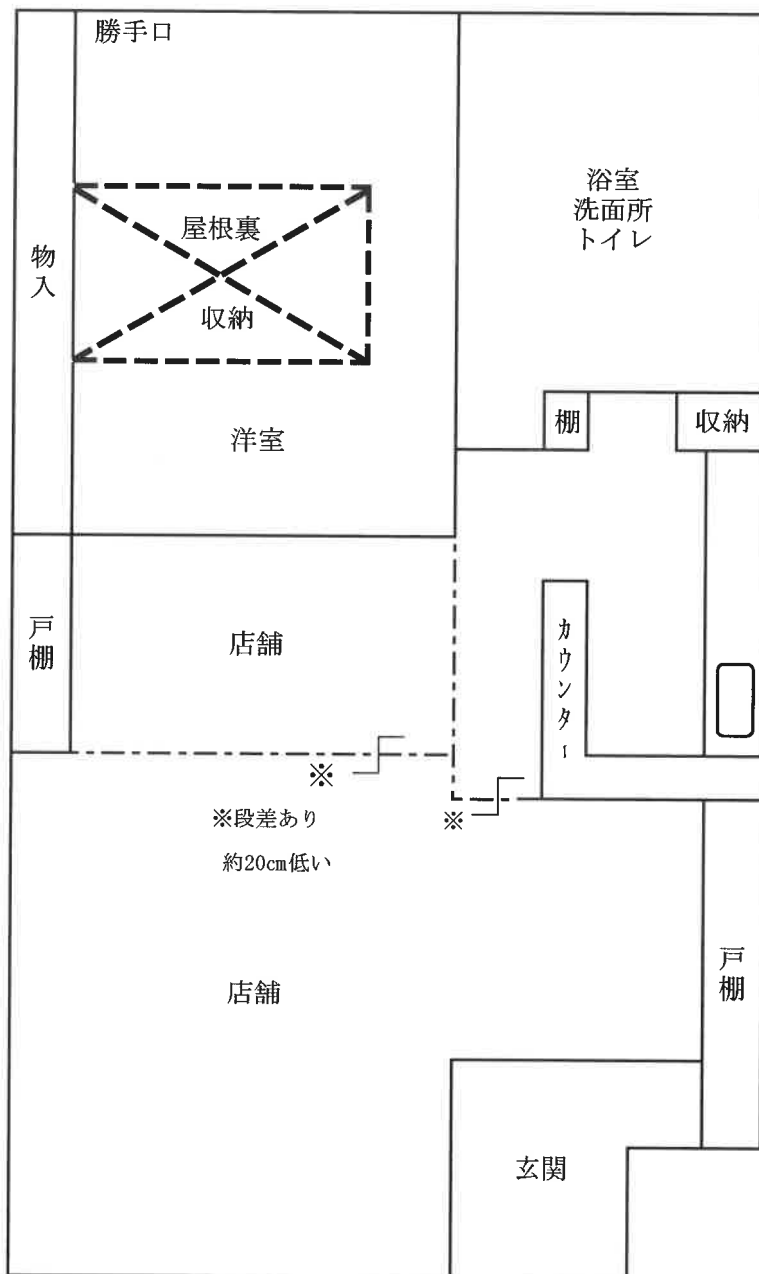 勝手口
浴室
洗面所
トイレ
屋根裏
物入
収納
棚
収納
洋室
戸棚
店舗
カウンター
※
※段差あり
※
約20cm低い
店舗
戸棚
玄関